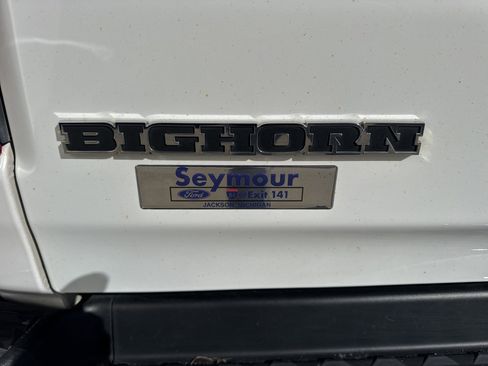 BIGHORN
Seymour
Ford Exit 141
JACKSON, MICHIGAN